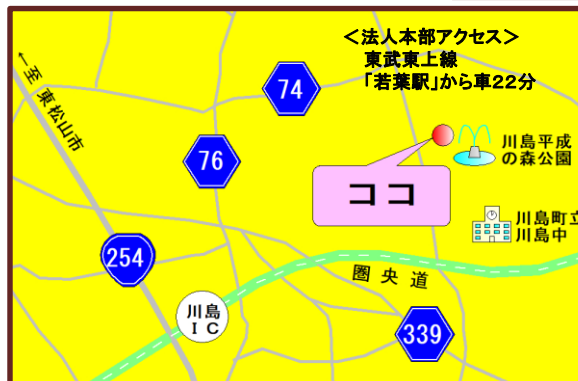 <法人本部アクセス>
東武東上線
「若葉駅」から車22分
←至 東松山市
74
76
川島平成
の森公園
ココ
川島町立
川島中
254
圏央道
川島
IC
339